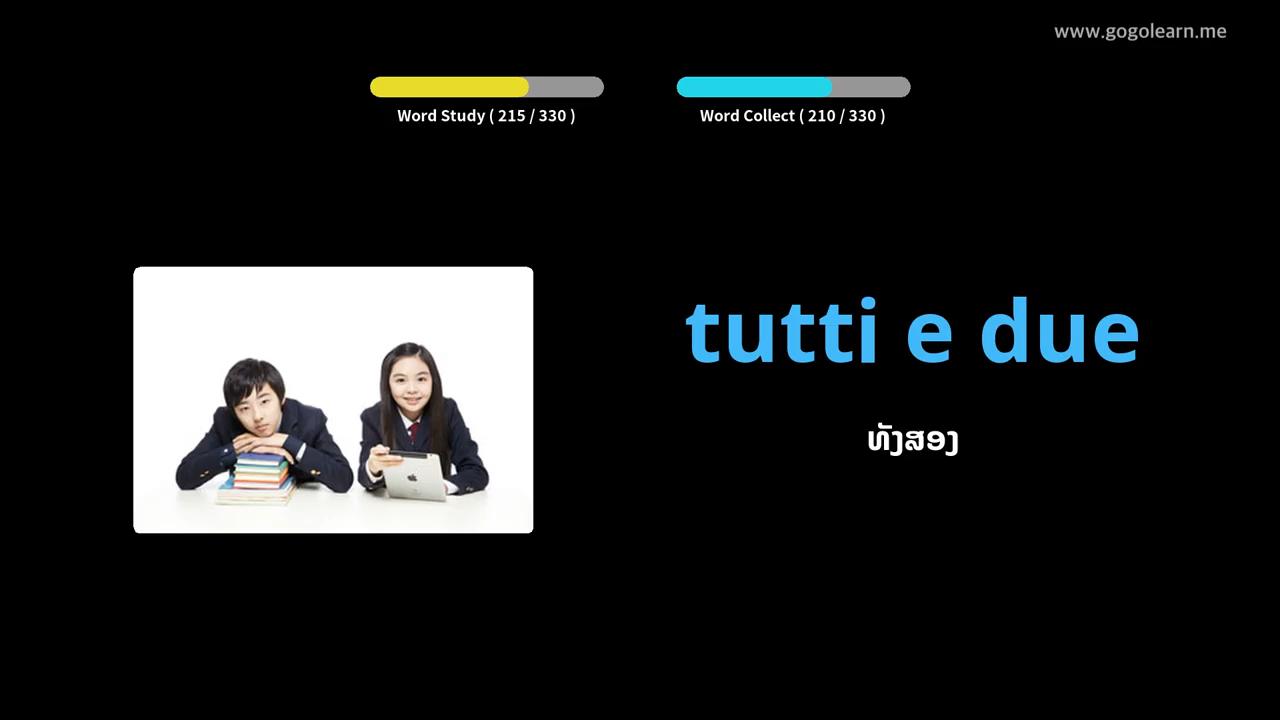 www.gogolearn.me
Word Study ( 215 / 330 )
Word Collect ( 210 / 330 )
tutti e due
ທັງສອງ